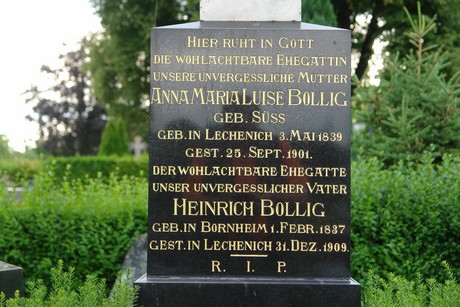 HIER RUHT IN GOTT
DIE WOHLACHTBARE EHEGATTIN
UNSERE UNVERGESSLICHE MUTTER
ANNA MARIA LUISE BOLLIG
GEB. SÜSS
GEB. IN LECHENICH 3. MAI 1839
GEST. 25. SEPT. 1901.
DER WOHLACHTBARE EHEGATTE
UNSER UNVERGESSLICHER VATER
HEINRICH BOLLIG
GEB. IN BORNHEIM 1. FEBR. 1837
GEST. IN LECHENICH 31. DEZ. 1909.
R. I. P.